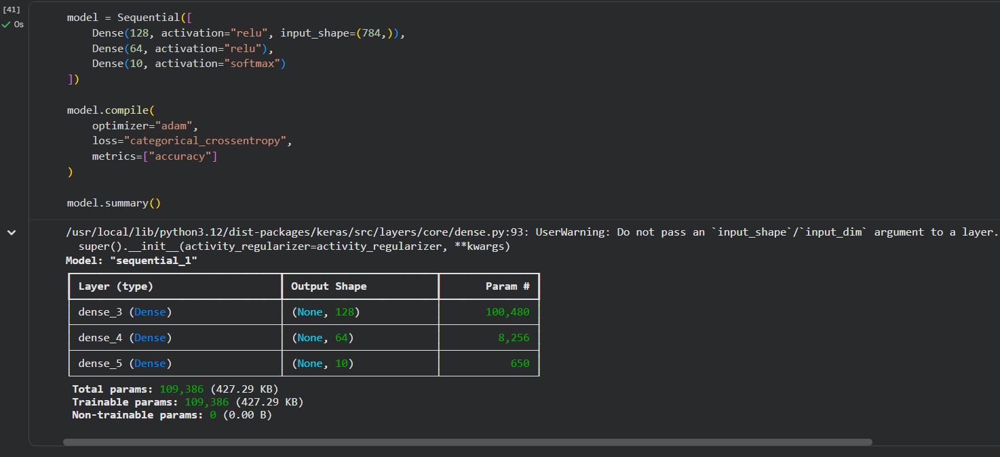 [41]
0s
model = Sequential([
    Dense(128, activation="relu", input_shape=(784,)),
    Dense(64, activation="relu"),
    Dense(10, activation="softmax")
])

model.compile(
    optimizer="adam",
    loss="categorical_crossentropy",
    metrics=["accuracy"]
)

model.summary()
/usr/local/lib/python3.12/dist-packages/keras/src/layers/core/dense.py:93: UserWarning: Do not pass an `input_shape`/`input_dim` argument to a layer.
  super().__init__(activity_regularizer=activity_regularizer, **kwargs)
Model: "sequential_1"
Layer (type) Output Shape Param #
dense_3 (Dense) (None, 128) 100,480
dense_4 (Dense) (None, 64) 8,256
dense_5 (Dense) (None, 10) 650
Total params: 109,386 (427.29 KB)
Trainable params: 109,386 (427.29 KB)
Non-trainable params: 0 (0.00 B)